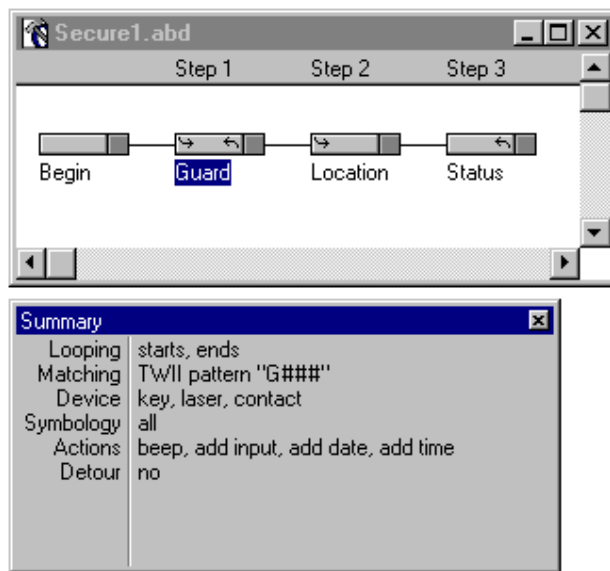 Secure1.abd
Step 1 Step 2 Step 3
Begin Guard Location Status
Summary
Looping starts, ends
Matching TWII pattern "G###"
Device key, laser, contact
Symbology all
Actions beep, add input, add date, add time
Detour no